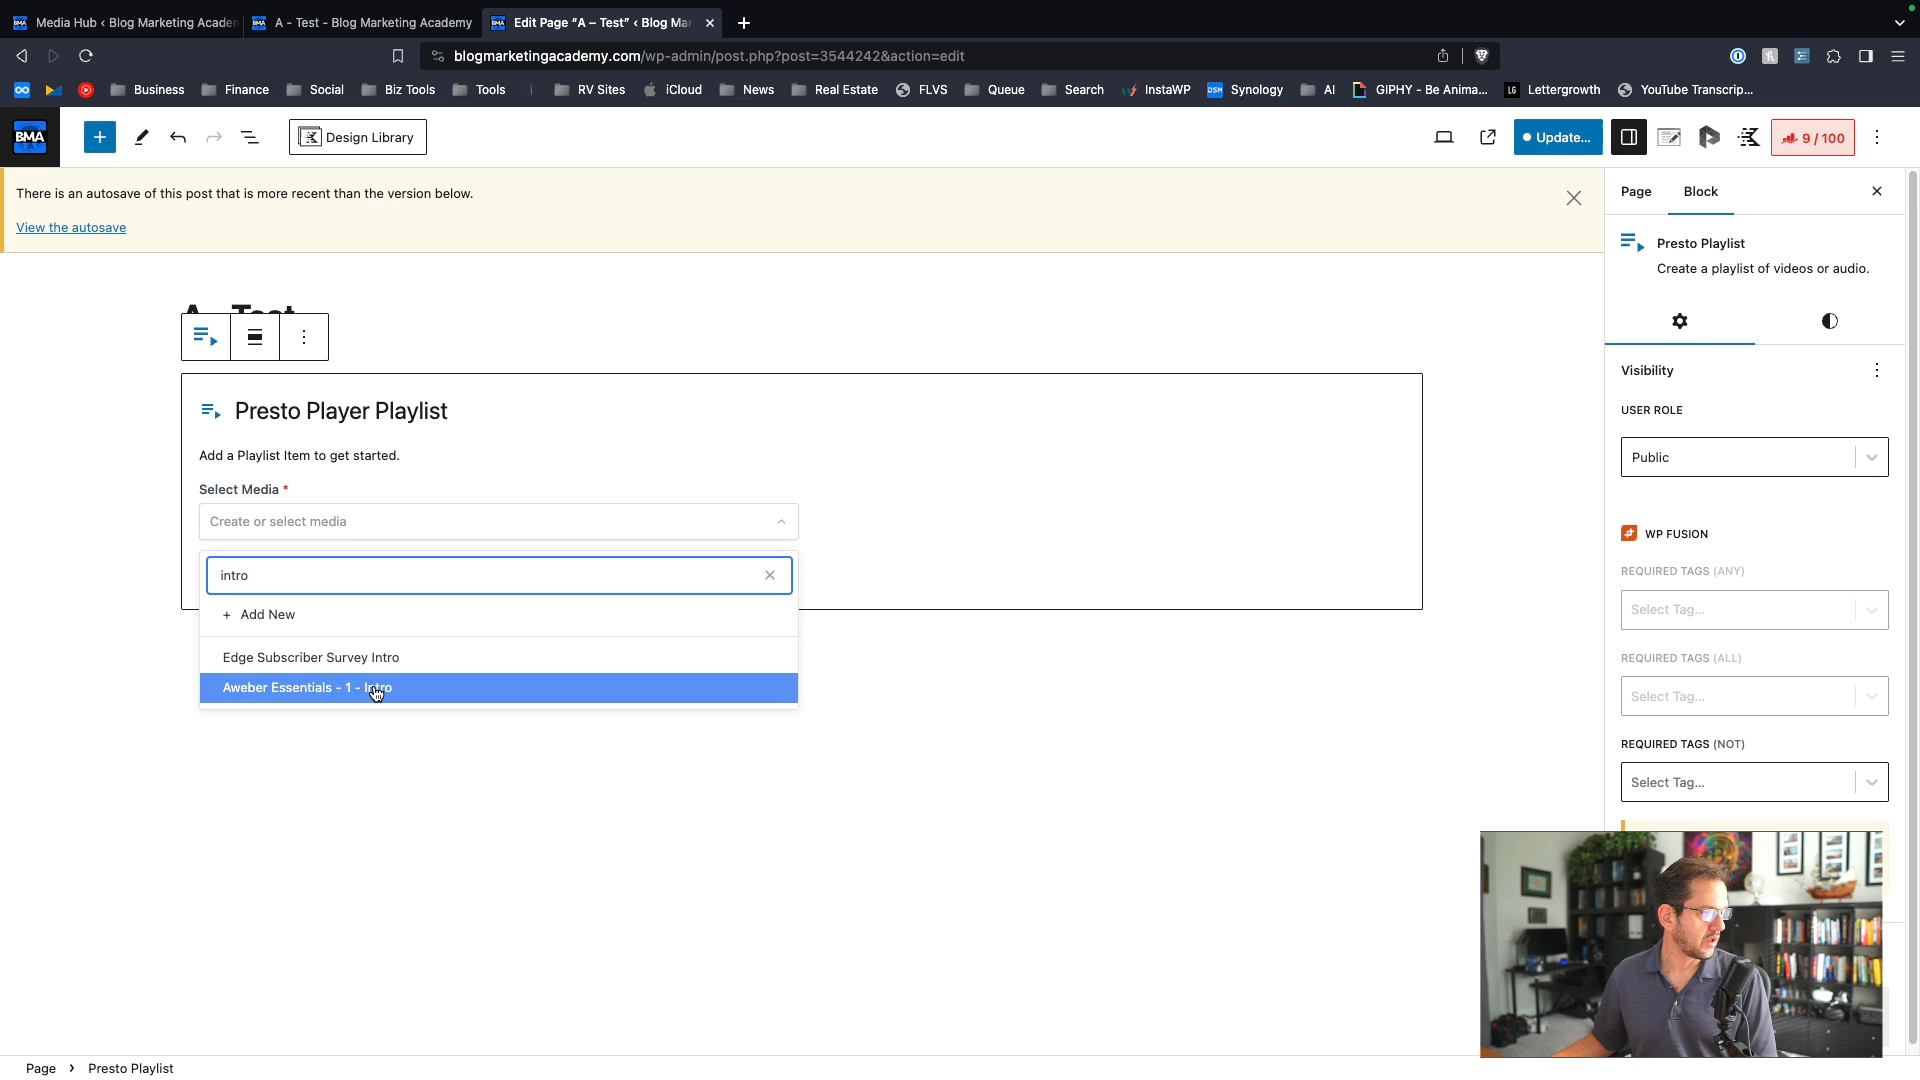 Media Hub < Blog Marketing Acader
A - Test - Blog Marketing Academy
Edit Page “A – Test” < Blog Mar
blogmarketingacademy.com/wp-admin/post.php?post=3544242&action=edit
Business
Finance
Social
Biz Tools
Tools
RV Sites
iCloud
News
Real Estate
FLVS
Queue
Search
InstaWP
DSM
Synology
AI
GIPHY - Be Anima...
LG
Lettergrowth
YouTube Transcrip...
BMA
Design Library
Update...
9 / 100
There is an autosave of this post that is more recent than the version below.
View the autosave
A – Test
Presto Player Playlist
Add a Playlist Item to get started.
Select Media *
Create or select media
intro
+ Add New
Edge Subscriber Survey Intro
Aweber Essentials - 1 - Intro
Page
Block
Presto Playlist
Create a playlist of videos or audio.
Visibility
USER ROLE
Public
WP FUSION
REQUIRED TAGS (ANY)
Select Tag...
REQUIRED TAGS (ALL)
Select Tag...
REQUIRED TAGS (NOT)
Select Tag...
Page › Presto Playlist